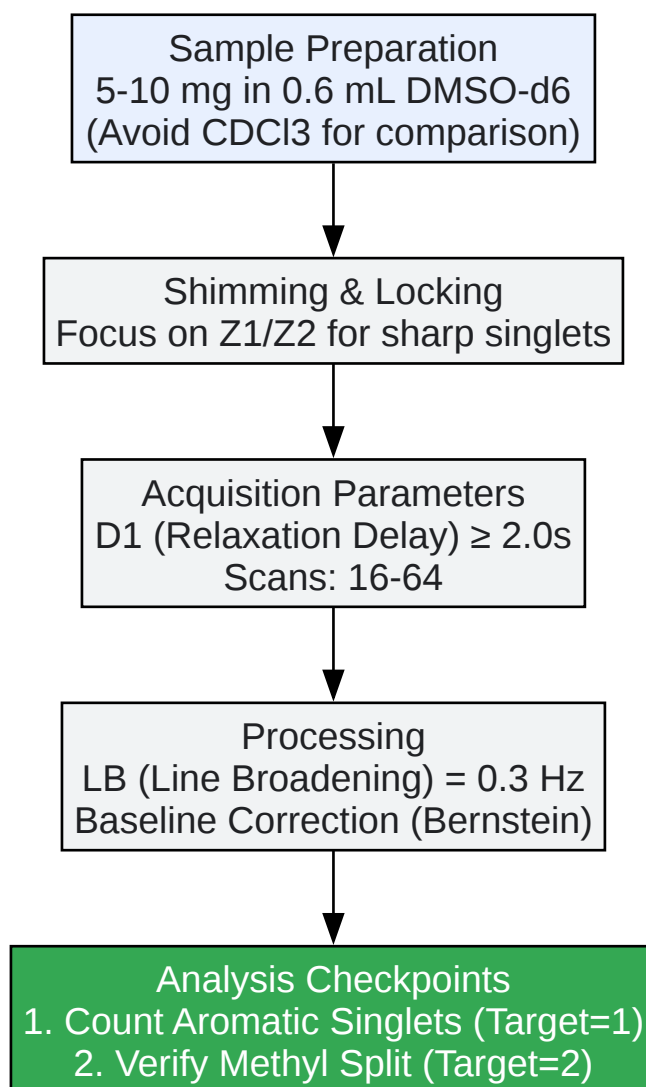 Sample Preparation
5-10 mg in 0.6 mL DMSO-d6
(Avoid CDCl3 for comparison)
Shimming & Locking
Focus on Z1/Z2 for sharp singlets
Acquisition Parameters
D1 (Relaxation Delay) ≥ 2.0s
Scans: 16-64
Processing
LB (Line Broadening) = 0.3 Hz
Baseline Correction (Bernstein)
Analysis Checkpoints
1. Count Aromatic Singlets (Target=1)
2. Verify Methyl Split (Target=2)